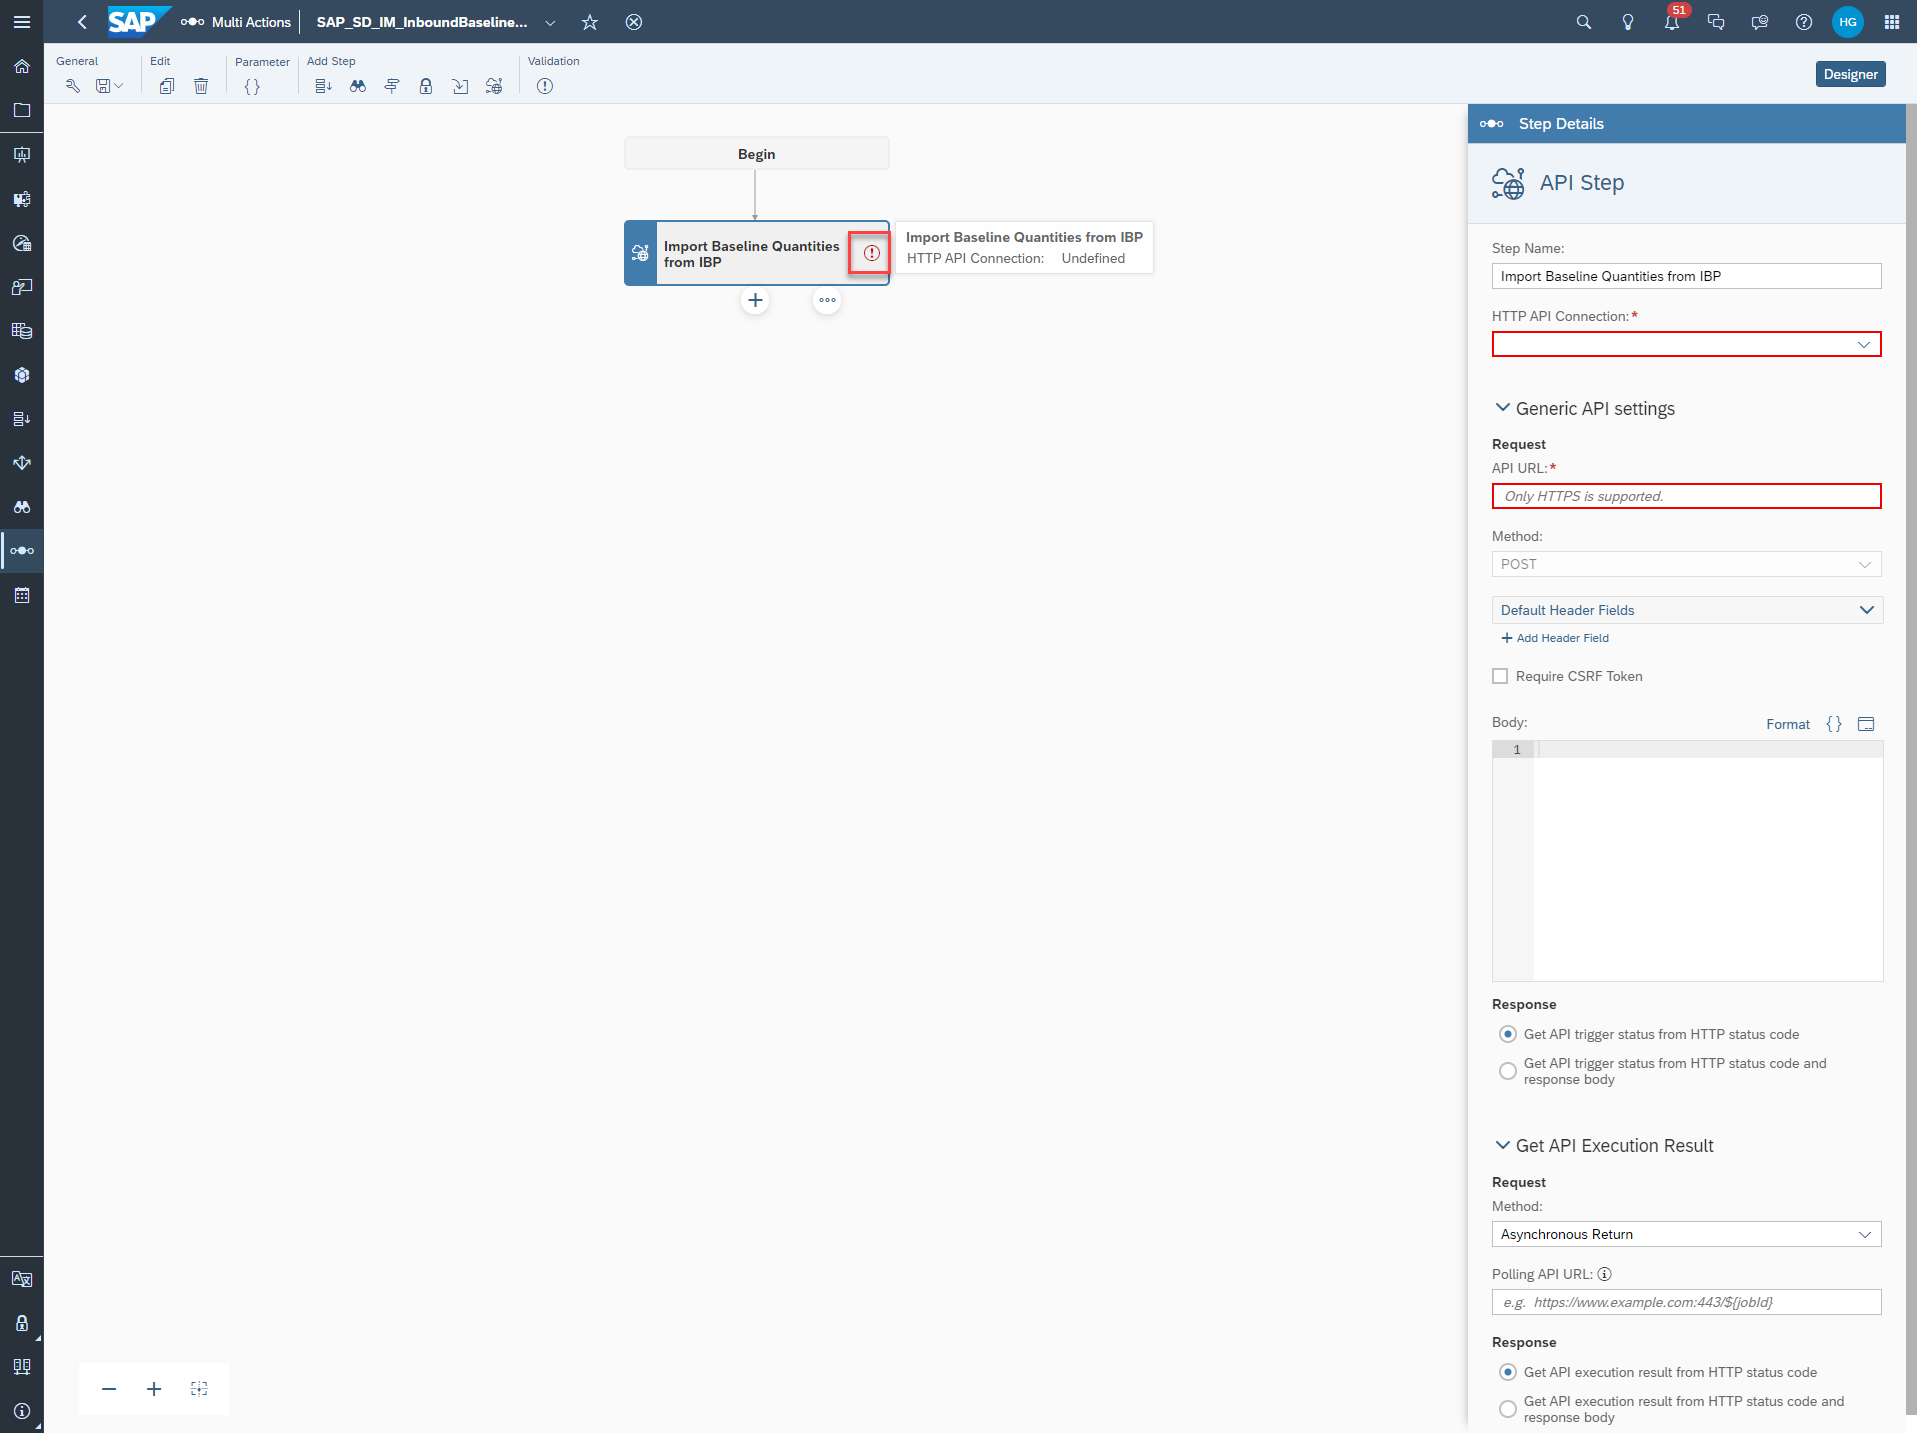 SAP
Multi Actions
SAP_SD_IM_InboundBaseline...
51
HG
General
Edit
Parameter
Add Step
Validation
Designer
Begin
Import Baseline Quantities
from IBP
Import Baseline Quantities from IBP
HTTP API Connection: Undefined
Step Details
API Step
Step Name:
Import Baseline Quantities from IBP
HTTP API Connection:*
Generic API settings
Request
API URL:*
Only HTTPS is supported.
Method:
POST
Default Header Fields
Add Header Field
Require CSRF Token
Body:
Format
1
Response
Get API trigger status from HTTP status code
Get API trigger status from HTTP status code and
response body
Get API Execution Result
Request
Method:
Asynchronous Return
Polling API URL:
e.g. https://www.example.com:443/${jobId}
Response
Get API execution result from HTTP status code
Get API execution result from HTTP status code and
response body